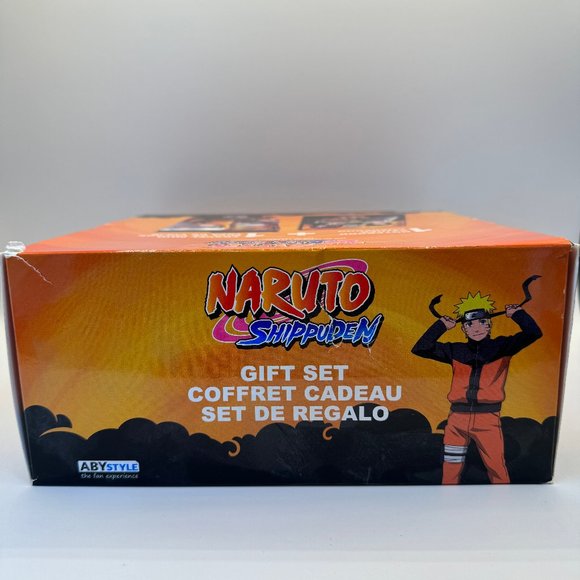 NARUTO
SHIPPUDEN
GIFT SET
COFFRET CADEAU
SET DE REGALO
ABYSTYLE
the fan experience